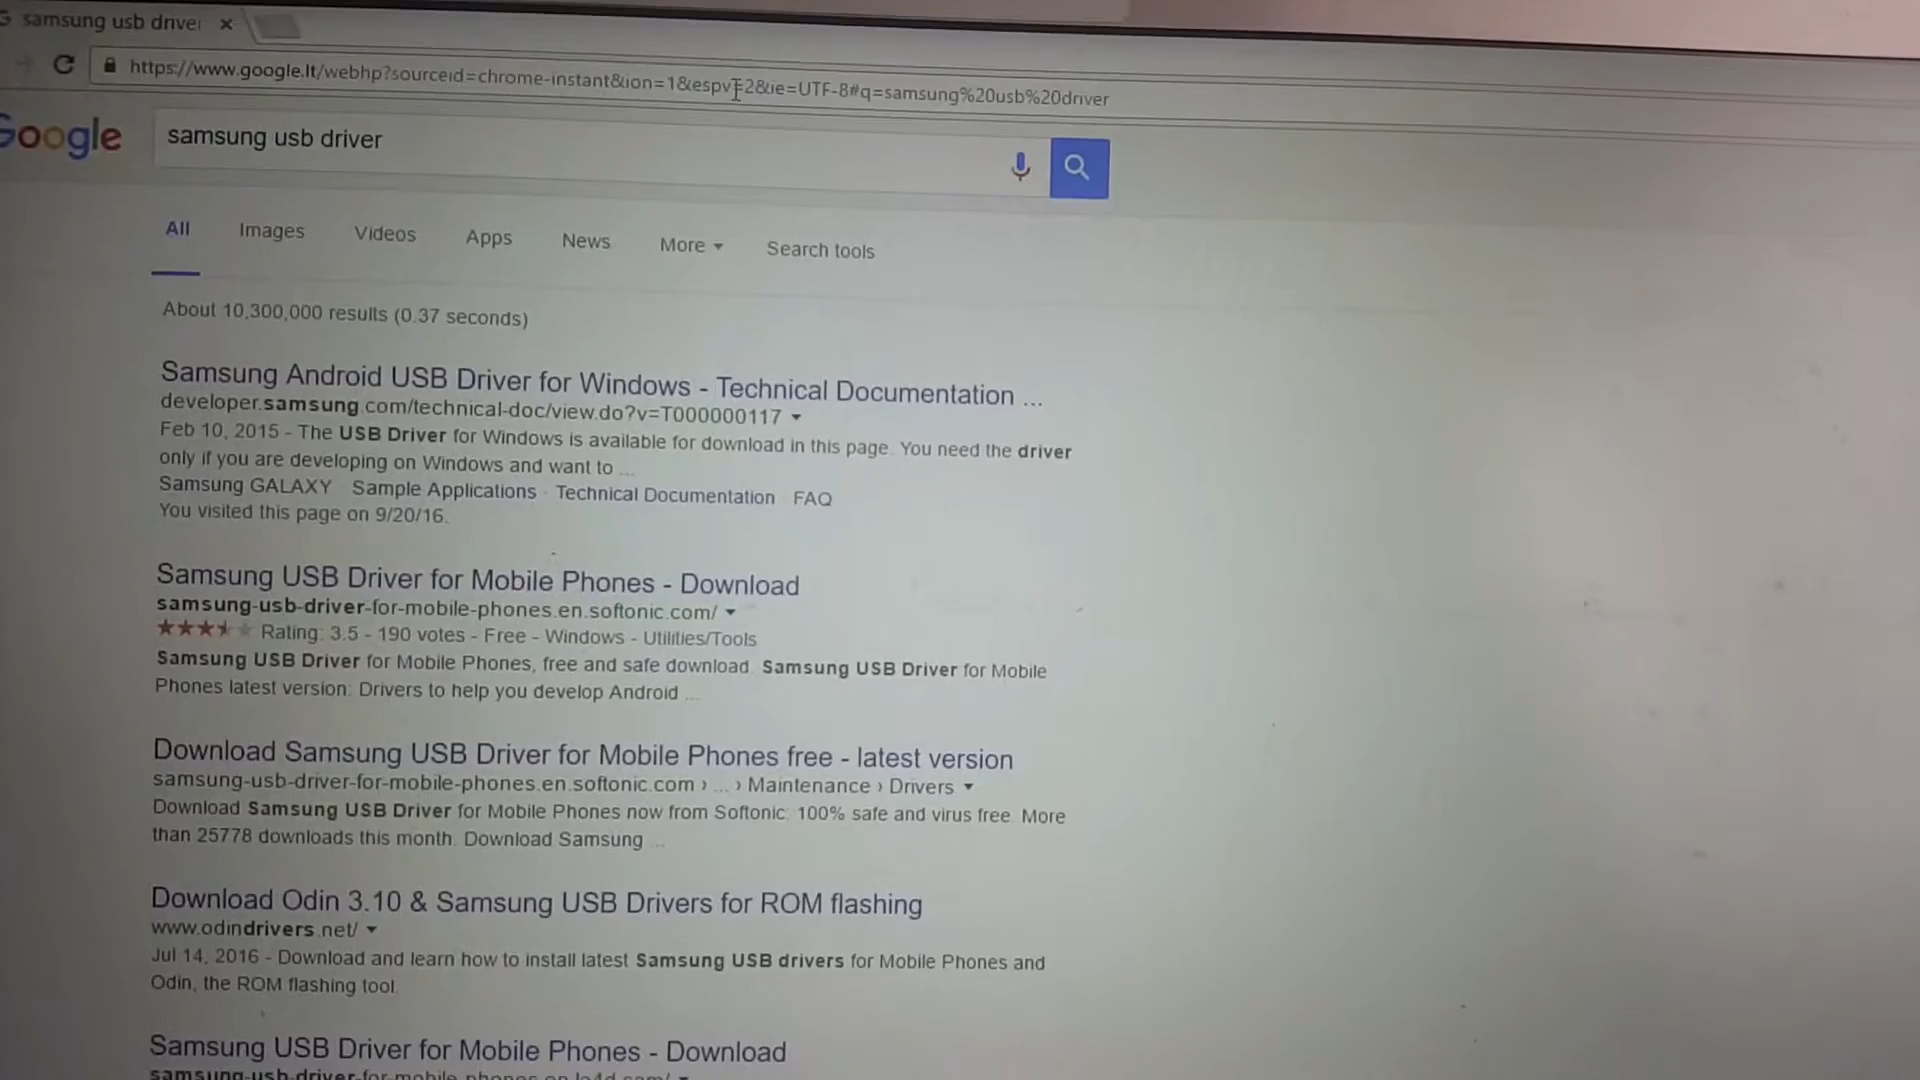 samsung usb driver
https://www.google.lt/webhp?sourceid=chrome-instant&ion=1&espv=2&ie=UTF-8#q=samsung%20usb%20driver
Google
samsung usb driver
All Images Videos Apps News More Search tools
About 10,300,000 results (0.37 seconds)
Samsung Android USB Driver for Windows - Technical Documentation ...
developer.samsung.com/technical-doc/view.do?v=T000000117
Feb 10, 2015 - The USB Driver for Windows is available for download in this page. You need the driver
only if you are developing on Windows and want to ...
Samsung GALAXY · Sample Applications · Technical Documentation · FAQ
You visited this page on 9/20/16.
Samsung USB Driver for Mobile Phones - Download
samsung-usb-driver-for-mobile-phones.en.softonic.com/
Rating: 3.5 - 190 votes - Free - Windows - Utilities/Tools
Samsung USB Driver for Mobile Phones, free and safe download. Samsung USB Driver for Mobile
Phones latest version: Drivers to help you develop Android ...
Download Samsung USB Driver for Mobile Phones free - latest version
samsung-usb-driver-for-mobile-phones.en.softonic.com › ... › Maintenance › Drivers
Download Samsung USB Driver for Mobile Phones now from Softonic: 100% safe and virus free. More
than 25778 downloads this month. Download Samsung ...
Download Odin 3.10 & Samsung USB Drivers for ROM flashing
www.odindrivers.net/
Jul 14, 2016 - Download and learn how to install latest Samsung USB drivers for Mobile Phones and
Odin, the ROM flashing tool.
Samsung USB Driver for Mobile Phones - Download
samsung-usb-driver-for-mobile-phones.en.lo4d.com/